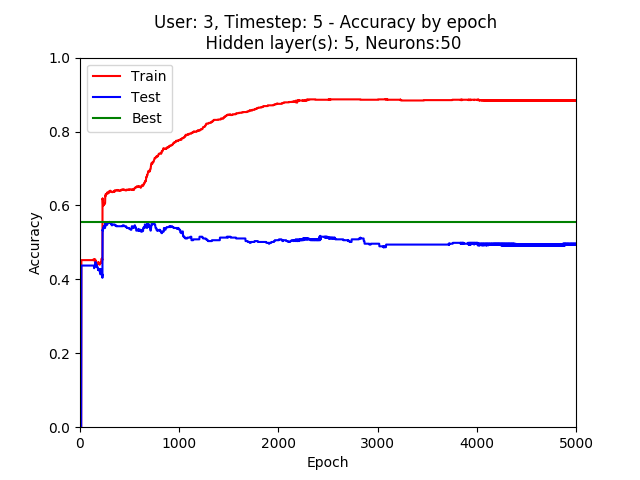 User: 3, Timestep: 5 - Accuracy by epoch
Hidden layer(s): 5, Neurons:50
Train
Test
Best
Accuracy
1.0
0.8
0.6
0.4
0.2
0.0
0 1000 2000 3000 4000 5000
Epoch